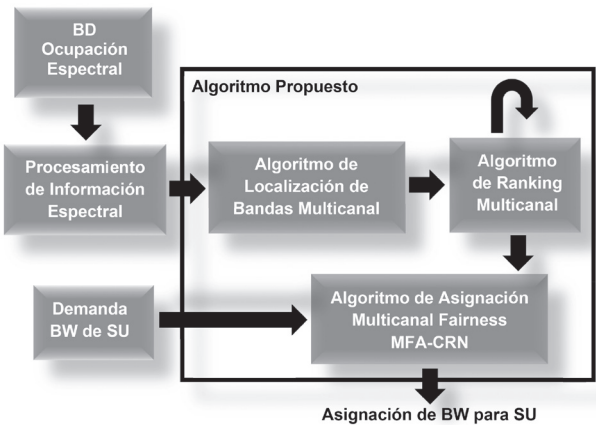 BD
Ocupación
Espectral
Algoritmo Propuesto
Procesamiento
de Información
Espectral
Algoritmo de
Localización de
Bandas Multicanal
Algoritmo
de Ranking
Multicanal
Demanda
BW de SU
Algoritmo de Asignación
Multicanal Fairness
MFA-CRN
Asignación de BW para SU